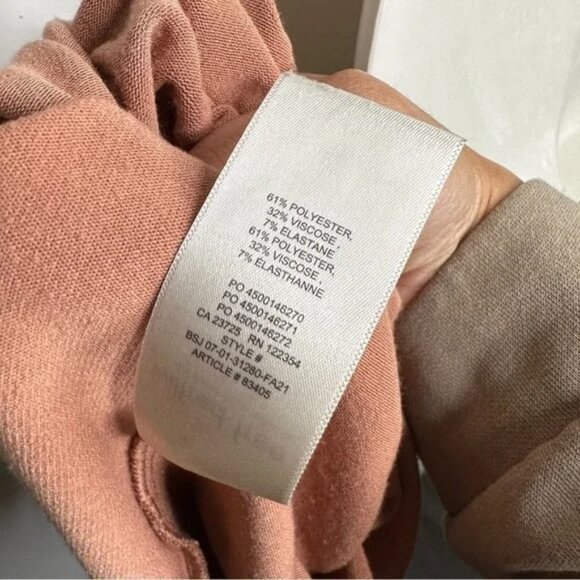 61% POLYESTER,
32% VISCOSE ,
7% ELASTANE
61% POLYESTER,
32% VISCOSE ,
7% ÉLASTHANNE
PO 4500146270
PO 4500146271
PO 4500146272
CA 23725 RN 122354
STYLE #
BSJ 07-01-31280-FA21
ARTICLE # 83405